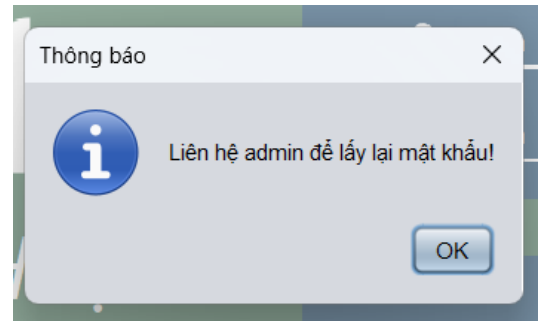 Thông báo
Liên hệ admin để lấy lại mật khẩu!
OK